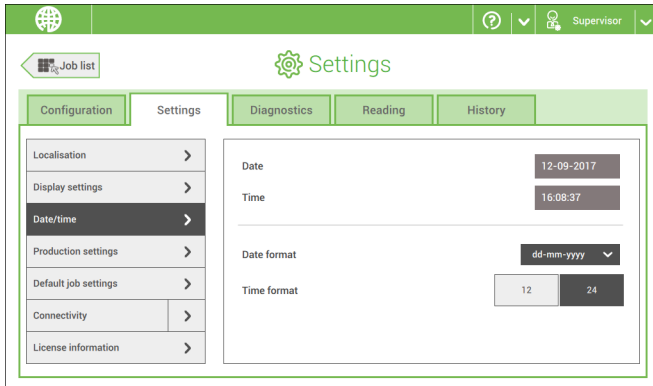 Supervisor
Job list
Settings
Configuration
Settings
Diagnostics
Reading
History
Localisation
Display settings
Date/time
Production settings
Default job settings
Connectivity
License information
Date
12-09-2017
Time
16:08:37
Date format
dd-mm-yyyy
Time format
12
24